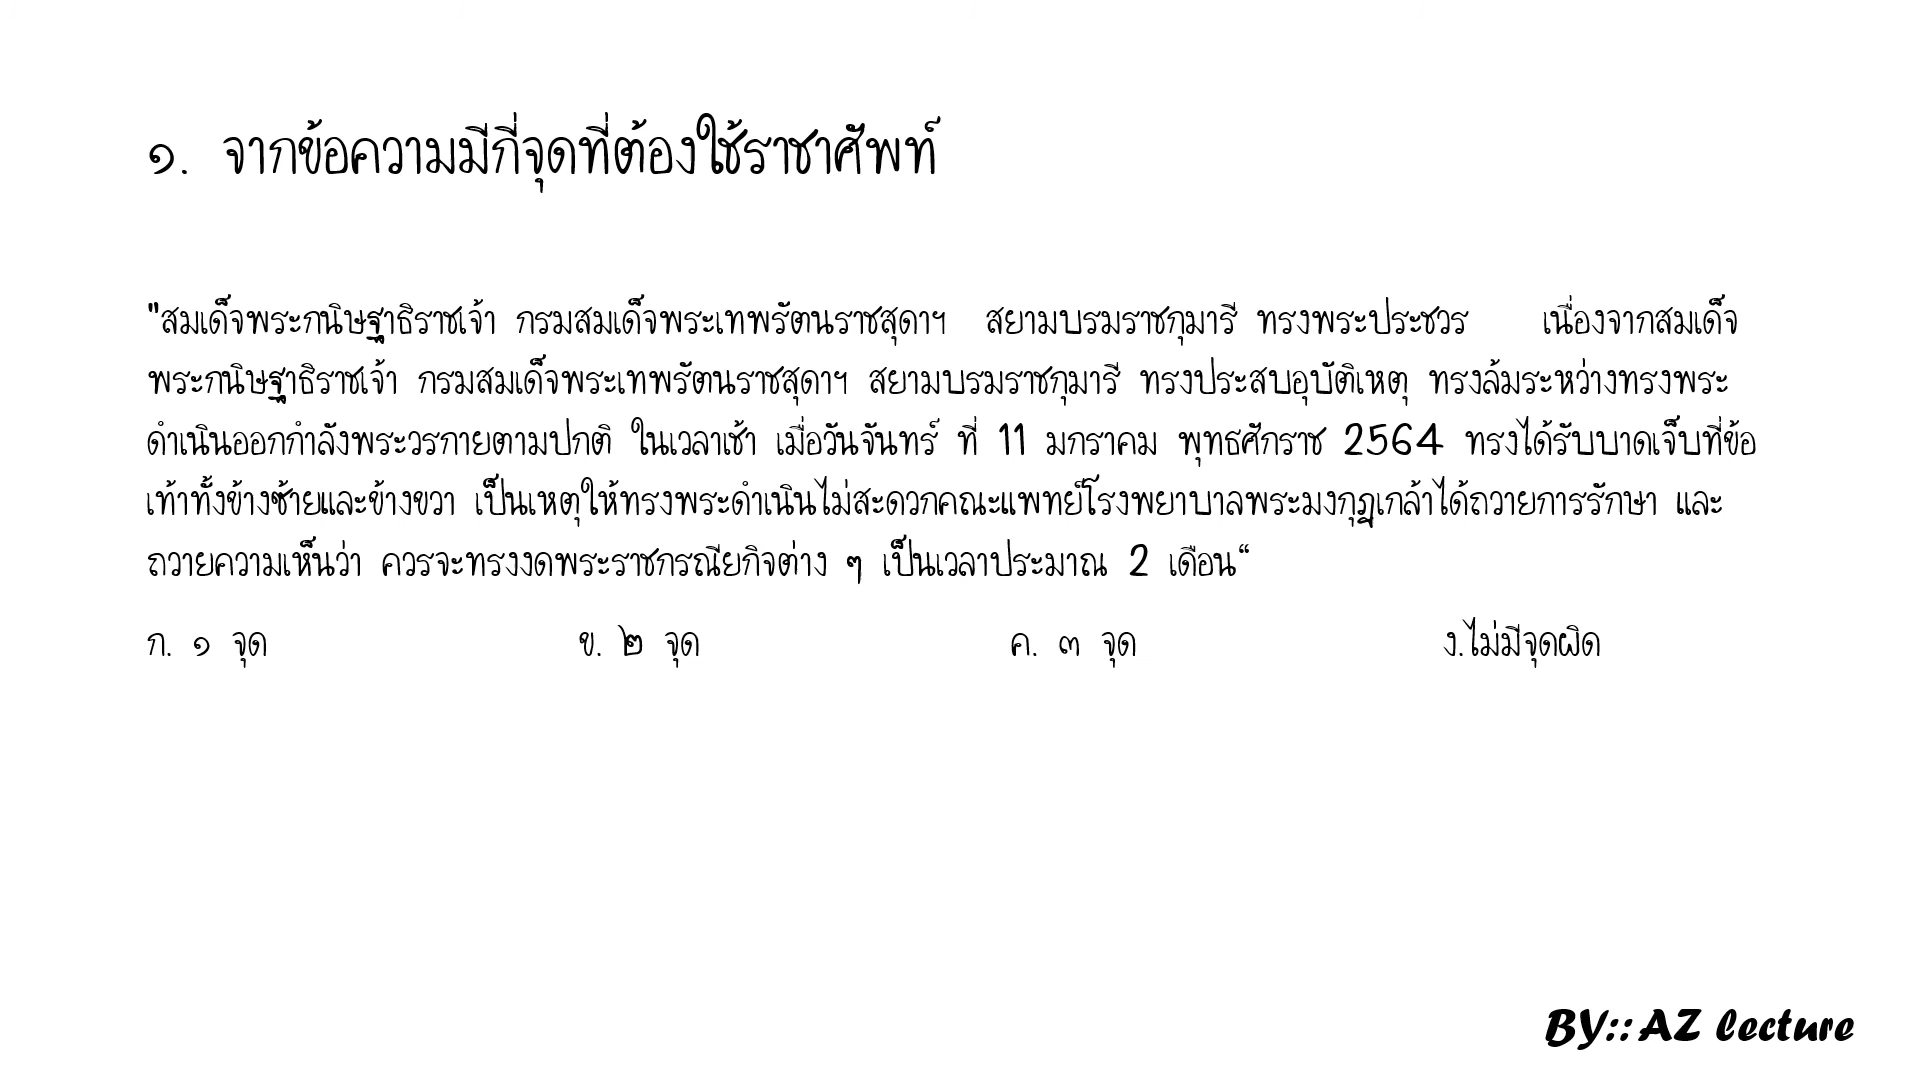 ๑. จากข้อความมีกี่จุดที่ต้องใช้ราชาศัพท์
"สมเด็จพระกนิษฐาธิราชเจ้า กรมสมเด็จพระเทพรัตนราชสุดาฯ สยามบรมราชกุมารี ทรงพระประชวร เนื่องจากสมเด็จ
พระกนิษฐาธิราชเจ้า กรมสมเด็จพระเทพรัตนราชสุดาฯ สยามบรมราชกุมารี ทรงประสบอุบัติเหตุ ทรงล้มระหว่างทรงพระ
ดำเนินออกกำลังพระวรกายตามปกติ ในเวลาเช้า เมื่อวันจันทร์ ที่ 11 มกราคม พุทธศักราช 2564 ทรงได้รับบาดเจ็บที่ข้อ
เท้าทั้งข้างซ้ายและข้างขวา เป็นเหตุให้ทรงพระดำเนินไม่สะดวกคณะแพทย์โรงพยาบาลพระมงกุฎเกล้าได้ถวายการรักษา และ
ถวายความเห็นว่า ควรจะทรงงดพระราชกรณียกิจต่าง ๆ เป็นเวลาประมาณ 2 เดือน“
ก. ๑ จุด ข. ๒ จุด ค. ๓ จุด ง.ไม่มีจุดผิด
BY:: AZ lecture